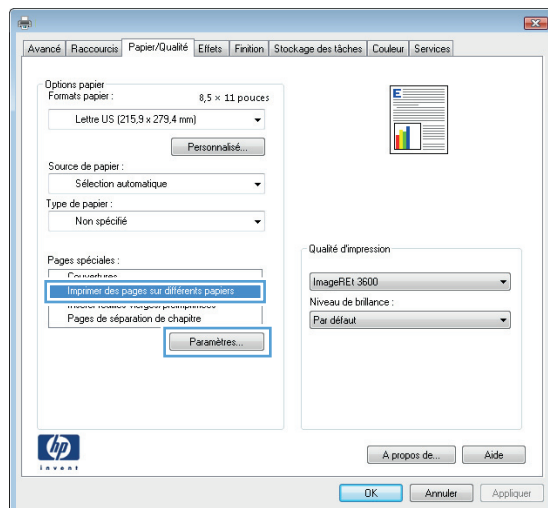 Avancé Raccourcis Papier/Qualité Effets Finition Stockage des tâches Couleur Services
Options papier
Formats papier : 8,5 × 11 pouces
Lettre US (215,9 x 279,4 mm)
Personnalisé...
Source de papier :
Sélection automatique
Type de papier :
Non spécifié
Pages spéciales :
Couvertures
Imprimer des pages sur différents papiers
Pages de séparation de chapitre
Paramètres...
E
Qualité d'impression
ImageREt 3600
Niveau de brillance :
Par défaut
hp
invent
A propos de... Aide
OK Annuler Appliquer